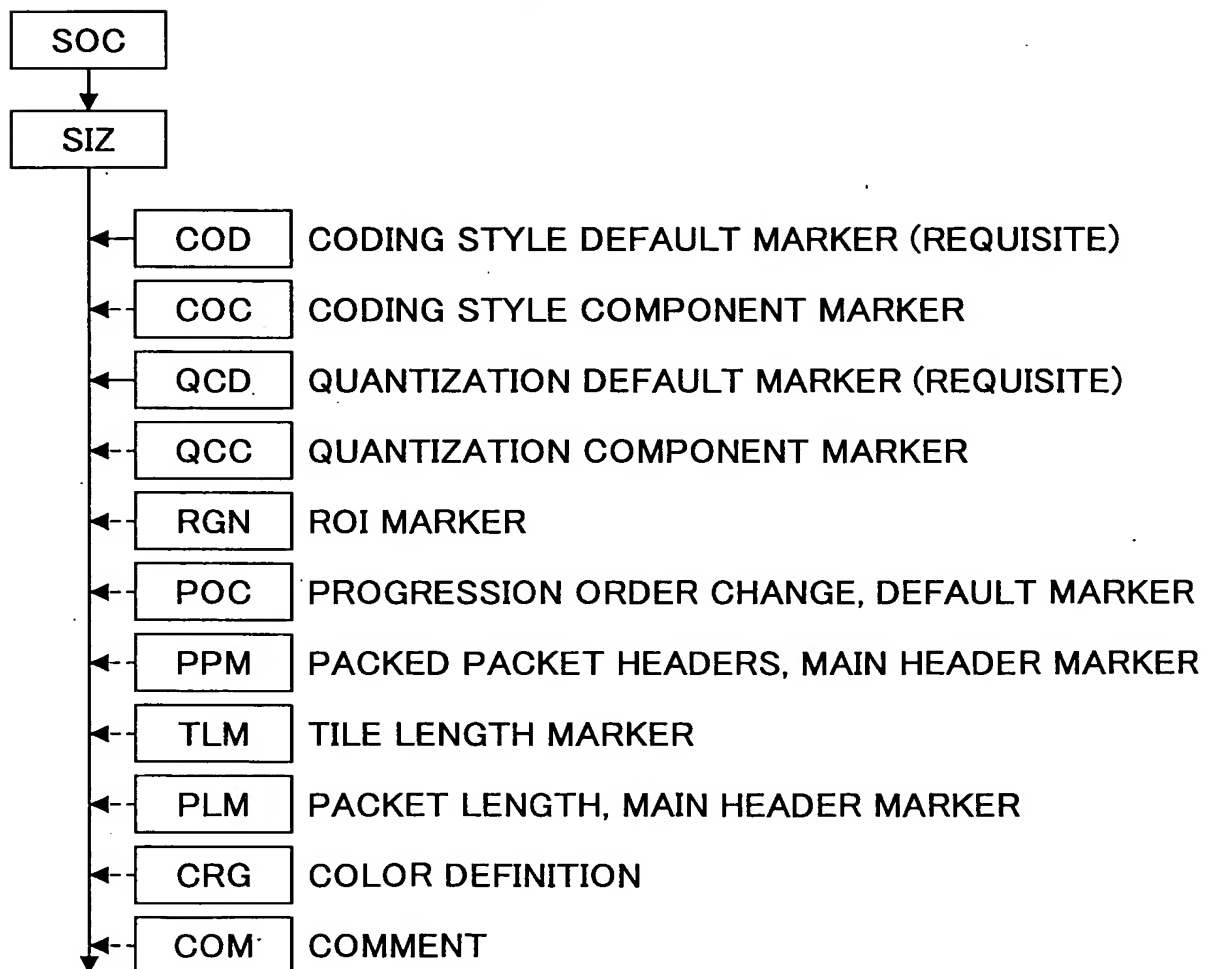 SOC
SIZ
COD CODING STYLE DEFAULT MARKER (REQUISITE)
COC CODING STYLE COMPONENT MARKER
QCD QUANTIZATION DEFAULT MARKER (REQUISITE)
QCC QUANTIZATION COMPONENT MARKER
RGN ROI MARKER
POC PROGRESSION ORDER CHANGE, DEFAULT MARKER
PPM PACKED PACKET HEADERS, MAIN HEADER MARKER
TLM TILE LENGTH MARKER
PLM PACKET LENGTH, MAIN HEADER MARKER
CRG COLOR DEFINITION
COM COMMENT